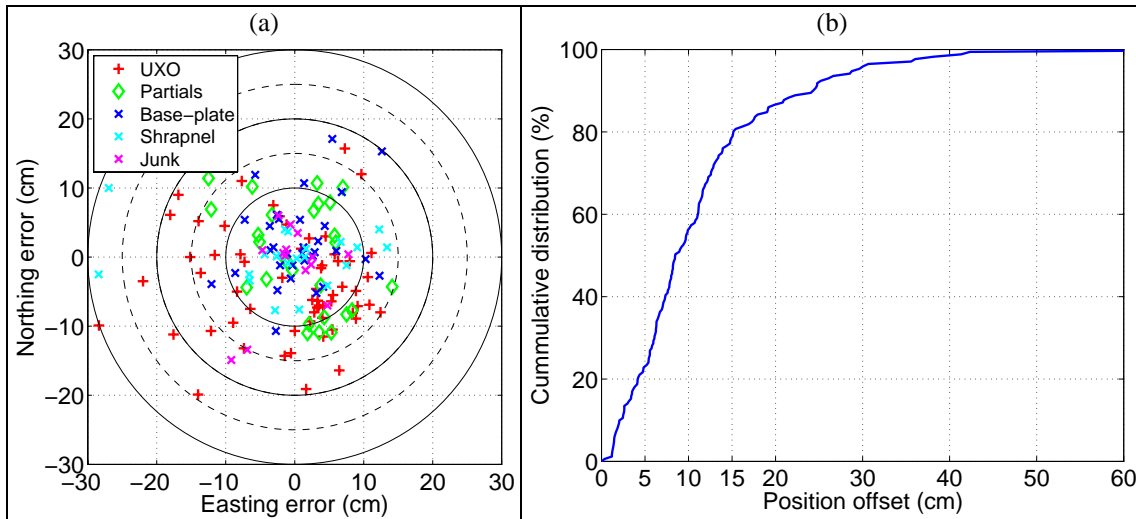 (a)
30
20
10
0
−10
−20
−30
Northing error (cm)
UXO
Partials
Base−plate
Shrapnel
Junk
−30 −20 −10 0 10 20 30
Easting error (cm)
(b)
100
80
60
40
20
0
Cummulative distribution (%)
0 5 10 15 20 30 40 50 60
Position offset (cm)